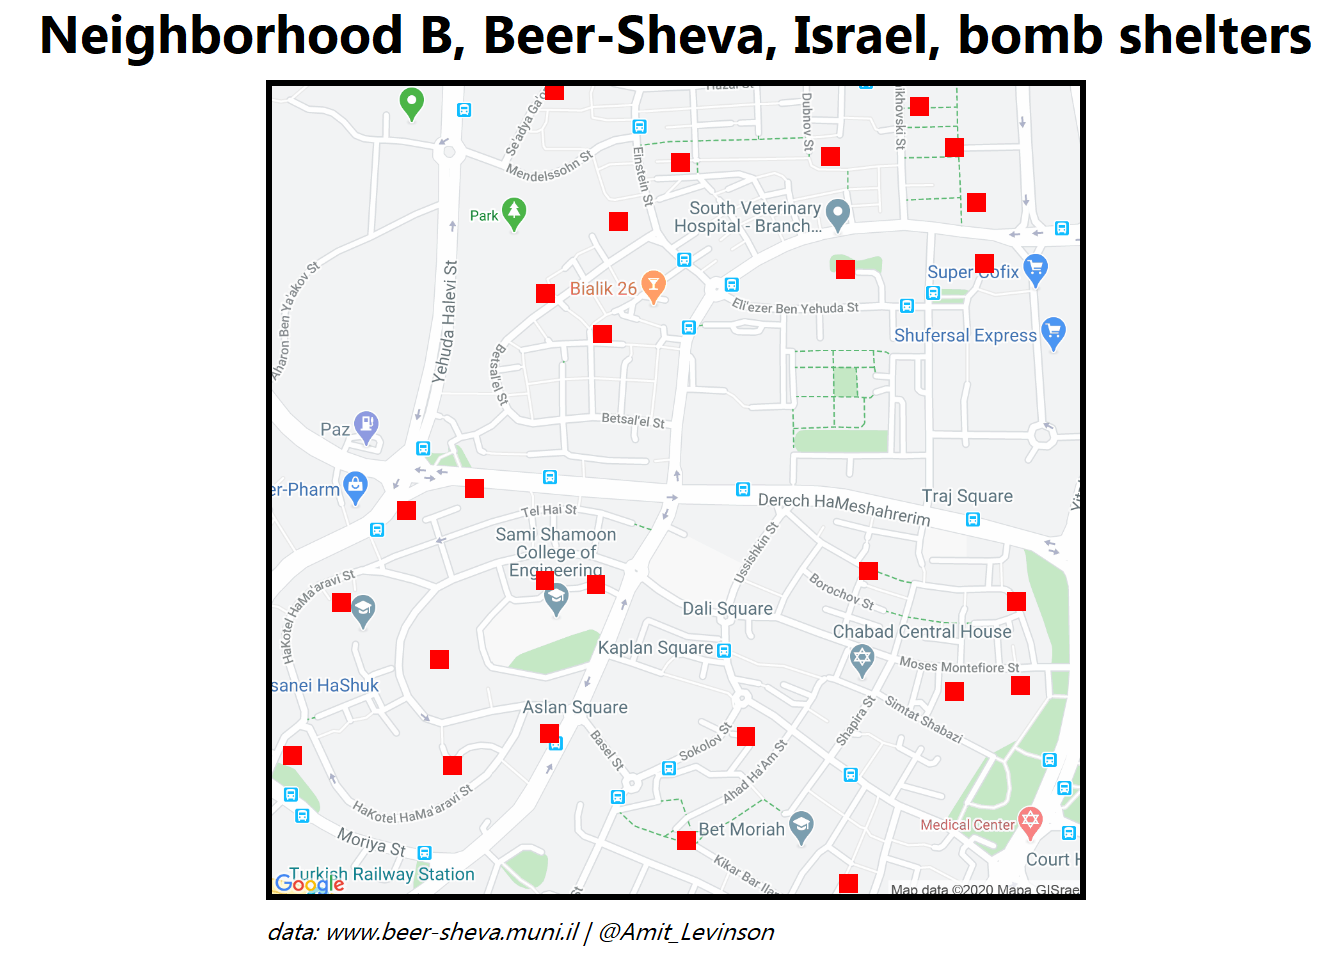 Neighborhood B, Beer-Sheva, Israel, bomb shelters
Hazal St
Se'adya Ga'o
Dubnov St
ikhovski St
Mendelssohn St
Einstein St
Park
South Veterinary
Hospital - Branch...
Aharon Ben Ya'akov St
Yehuda Halevi St
Super Cofix
Bialik 26
Eli'ezer Ben Yehuda St
Shufersal Express
Betsal'el St
Betsal'el St
Paz
er-Pharm
Derech HaMeshahrerim
Traj Square
Tel Hai St
Sami Shamoon
College of
Engineering
Ussishkin St
Borochov St
HaKotel HaMa'aravi St
Dali Square
Chabad Central House
Kaplan Square
Moses Montefiore St
sanei HaShuk
Aslan Square
Simtat Shabazi
Shapira St
Basel St
Sokolov St
Ahad Ha'Am St
HaKotel HaMa'aravi St
Bet Moriah
Medical Center
Moriya St
Kikar Bar Ilan
Court H
Turkish Railway Station
St
Google
Map data ©2020 Mapa GISrae
data: www.beer-sheva.muni.il | @Amit_Levinson